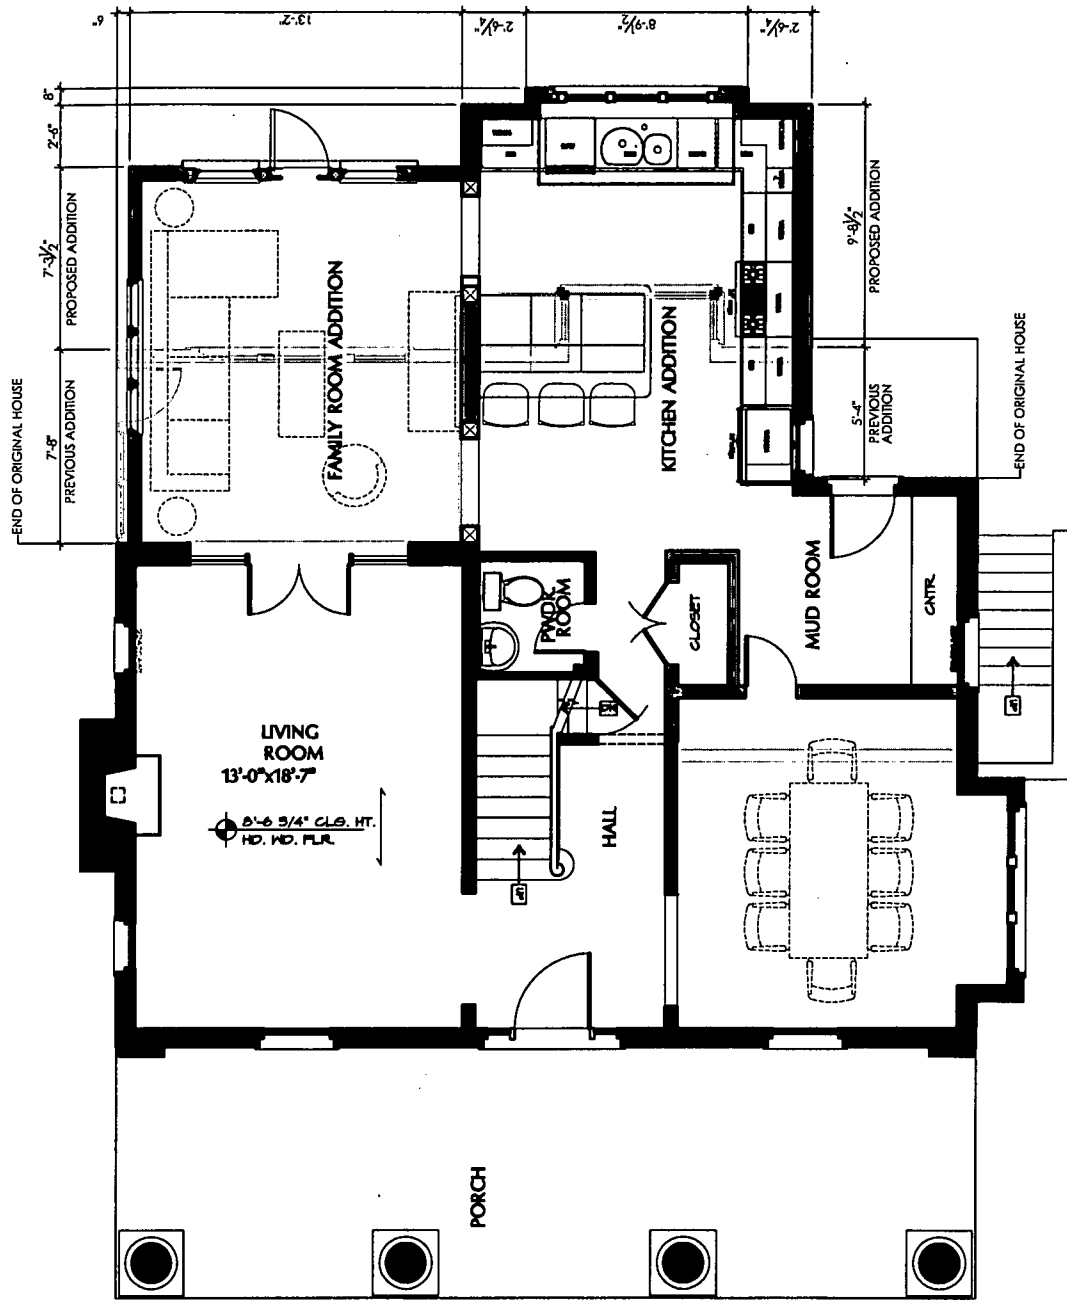 6"
13'-2"
2'-6¼"
8'-9½"
2'-6¼"
8"
2'-6"
7'-3½"
PROPOSED ADDITION
7'-8"
PREVIOUS ADDITION
END OF ORIGINAL HOUSE
FAMILY ROOM ADDITION
KITCHEN ADDITION
9'-8½"
PROPOSED ADDITION
5'-4"
PREVIOUS
ADDITION
END OF ORIGINAL HOUSE
PWDR.
ROOM
CLOSET
MUD ROOM
CNTR.
UP
LIVING
ROOM
13'-0"x18'-7"
8'-6 3/4" CLG. HT.
HD. WD. FLR.
HALL
UP
PORCH